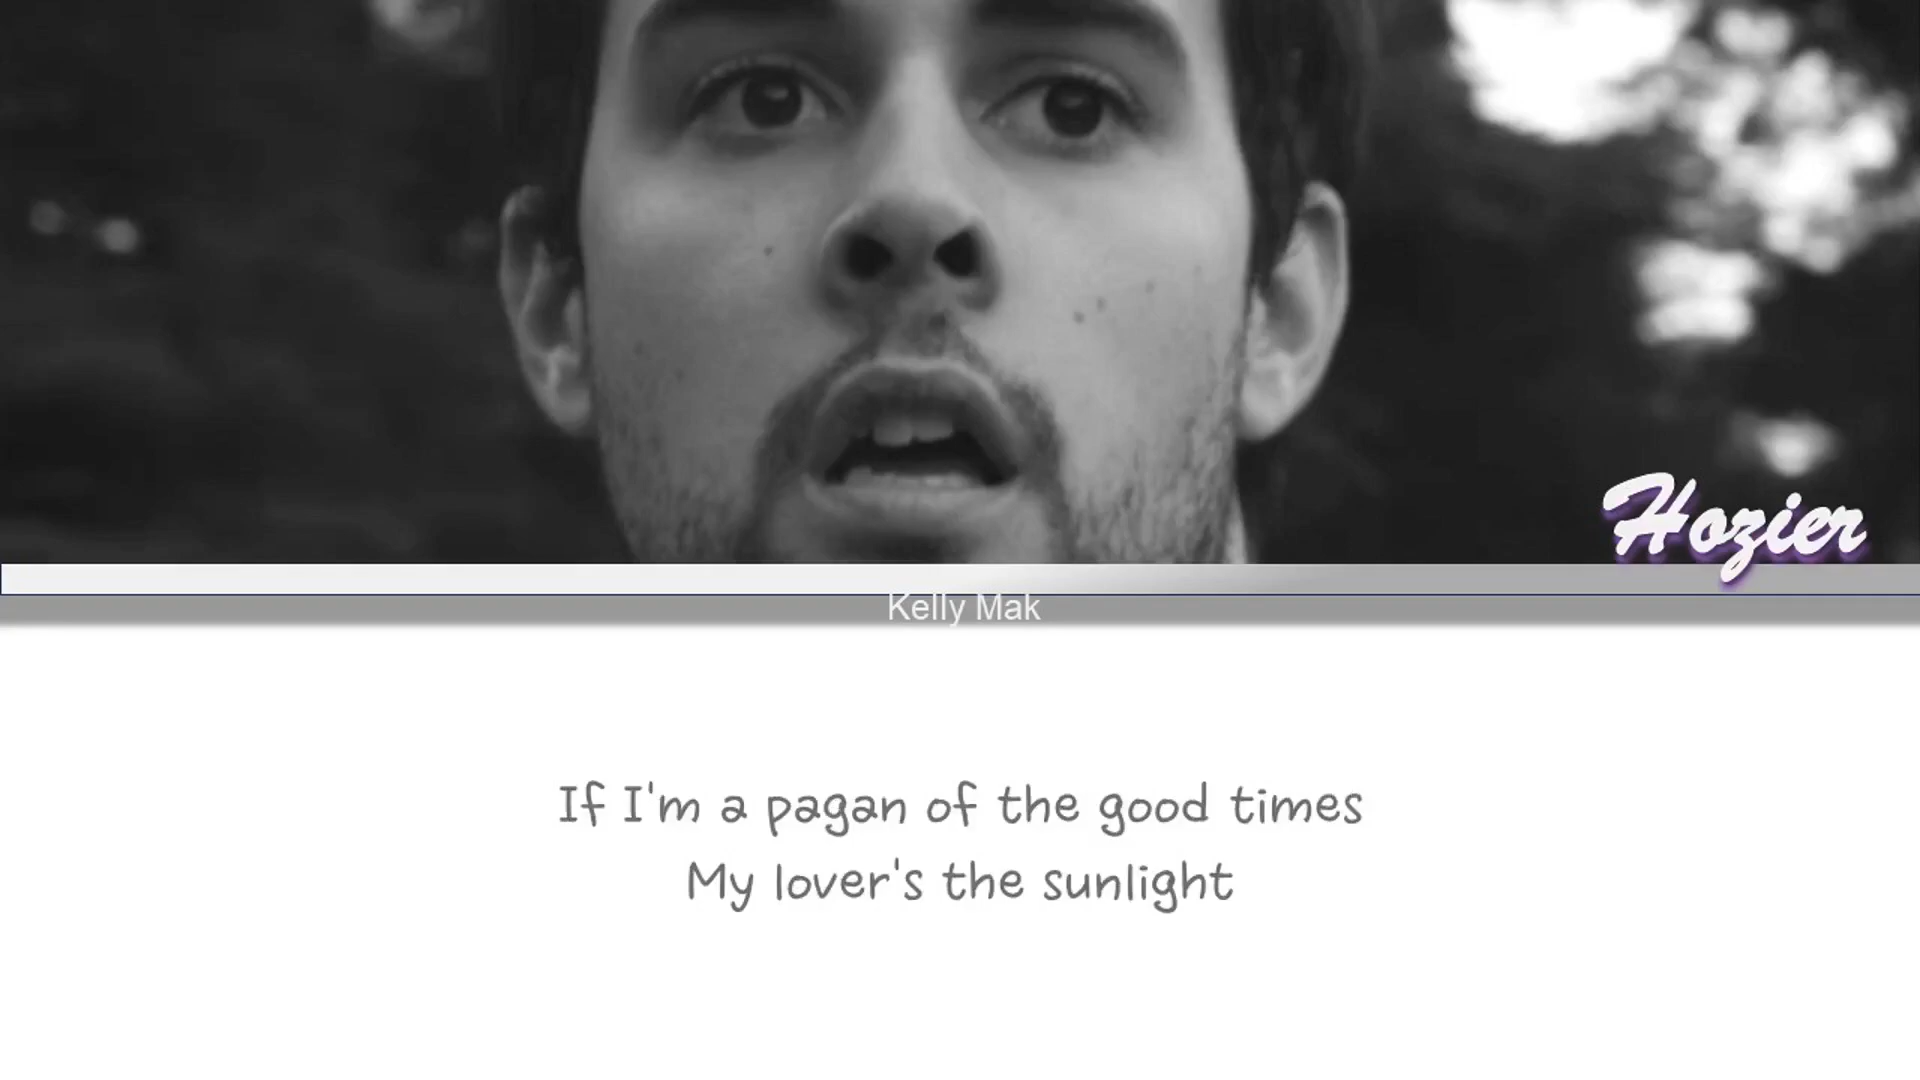 Hozier
Kelly Mak
If I'm a pagan of the good times
My lover's the sunlight